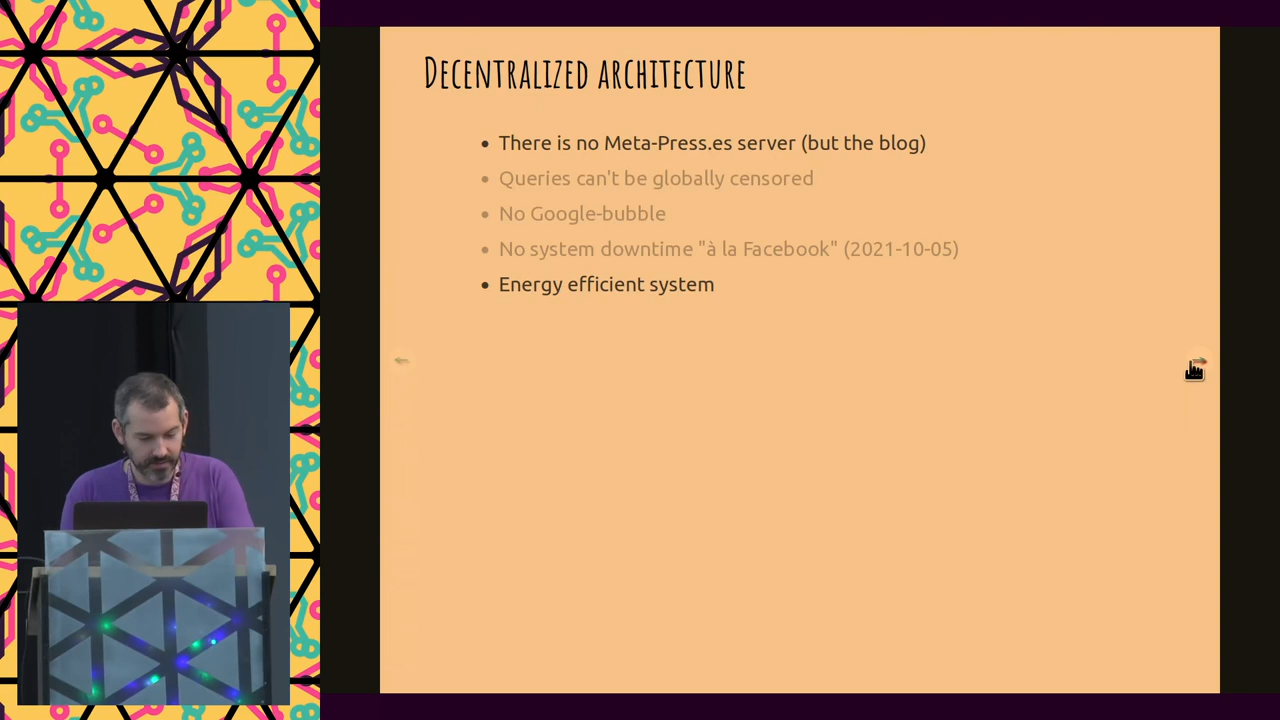 Decentralized architecture
• There is no Meta-Press.es server (but the blog)
• Queries can't be globally censored
• No Google-bubble
• No system downtime "à la Facebook" (2021-10-05)
• Energy efficient system